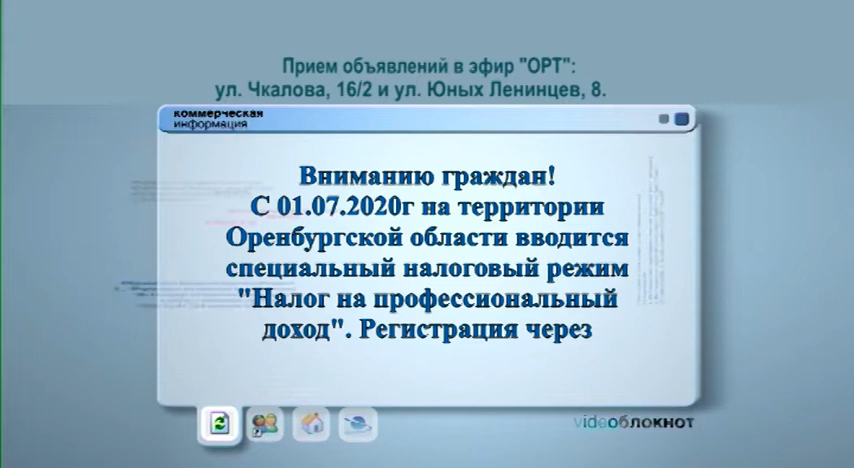 Прием объявлений в эфир "ОРТ":
ул. Чкалова, 16/2 и ул. Юных Ленинцев, 8.
коммерческая
информация
Вниманию граждан!
С 01.07.2020г на территории
Оренбургской области вводится
специальный налоговый режим
"Налог на профессиональный
доход". Регистрация через
videoблокнот